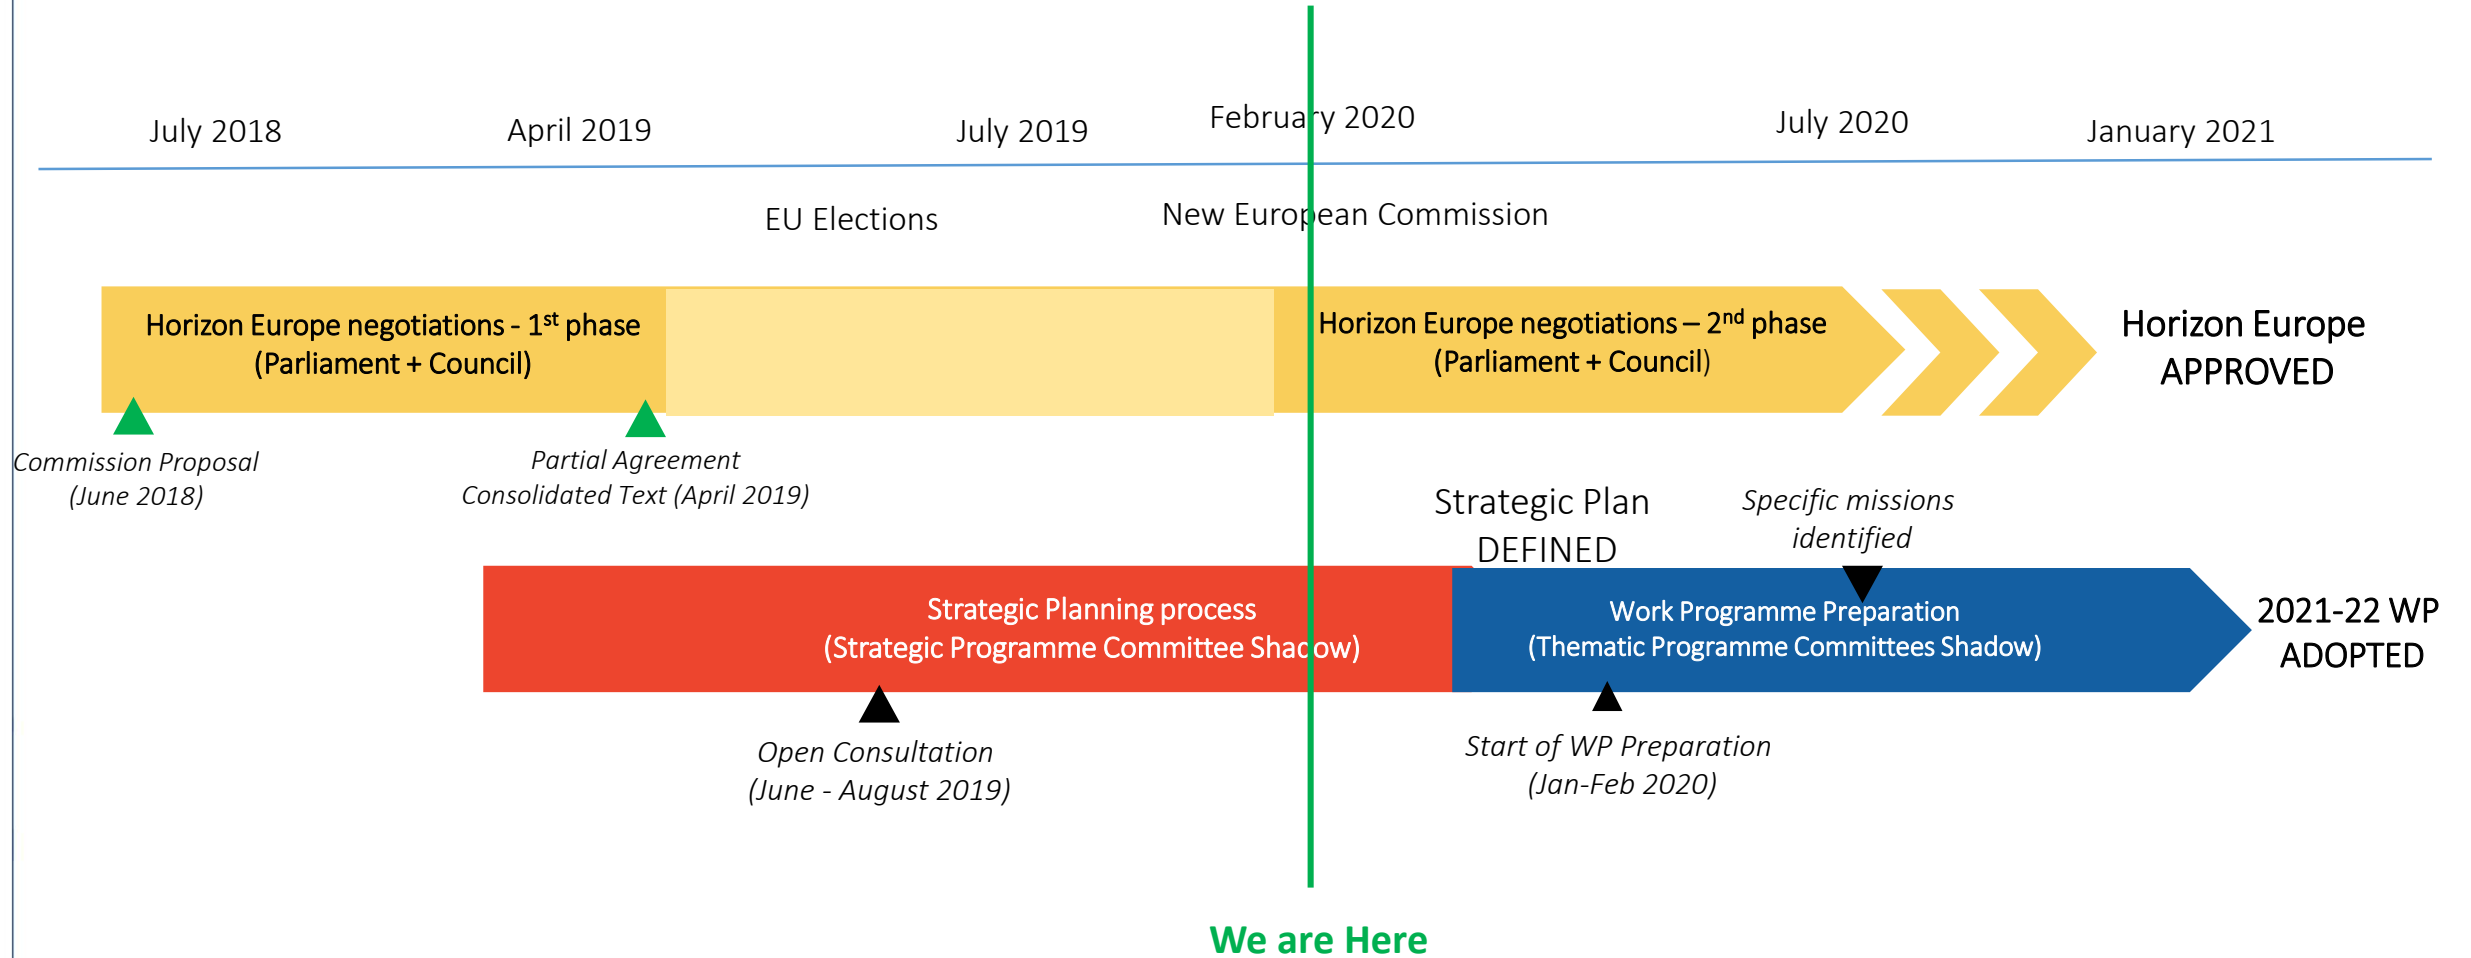 July 2018
April 2019
July 2019
February 2020
July 2020
January 2021
EU Elections
New European Commission
Horizon Europe negotiations - 1st phase
(Parliament + Council)
Horizon Europe negotiations – 2nd phase
(Parliament + Council)
Horizon Europe
APPROVED
Commission Proposal
(June 2018)
Partial Agreement
Consolidated Text (April 2019)
Strategic Plan
DEFINED
Specific missions
identified
Strategic Planning process
(Strategic Programme Committee Shadow)
Work Programme Preparation
(Thematic Programme Committees Shadow)
2021-22 WP
ADOPTED
Open Consultation
(June - August 2019)
Start of WP Preparation
(Jan-Feb 2020)
We are Here